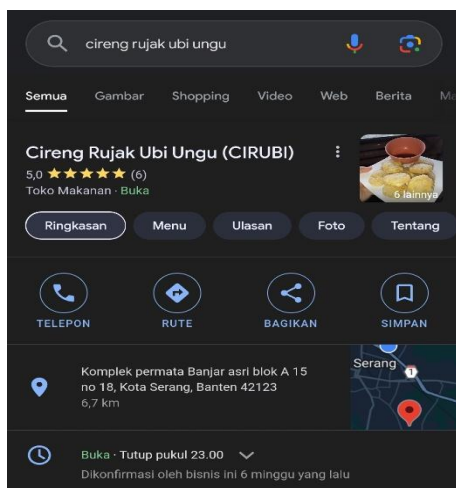 cireng rujak ubi ungu
Semua Gambar Shopping Video Web Berita Ma
Cireng Rujak Ubi Ungu (CIRUBI)
5,0 (6)
Toko Makanan · Buka
6 lainnya
Ringkasan Menu Ulasan Foto Tentang
TELEPON RUTE BAGIKAN SIMPAN
Komplek permata Banjar asri blok A 15
no 18, Kota Serang, Banten 42123
6,7 km
Serang
1
Buka · Tutup pukul 23.00
Dikonfirmasi oleh bisnis ini 6 minggu yang lalu